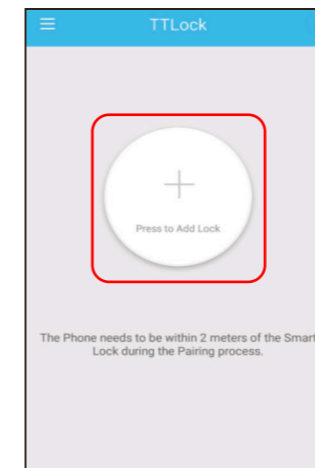 TTLock
Press to Add Lock
The Phone needs to be within 2 meters of the Smart
Lock during the Pairing process.